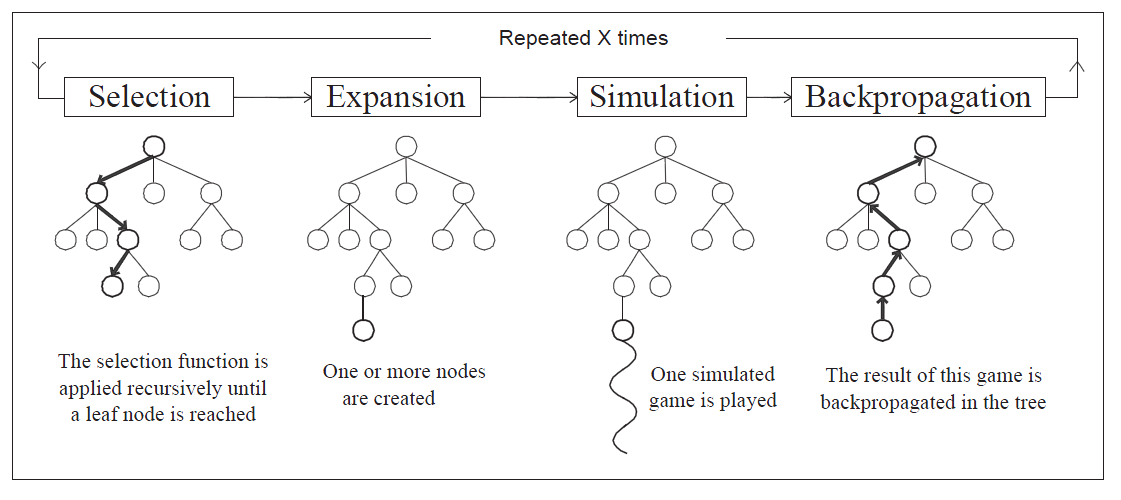 Repeated X times
Selection
Expansion
Simulation
Backpropagation
The selection function is
applied recursively until
a leaf node is reached
One or more nodes
are created
One simulated
game is played
The result of this game is
backpropagated in the tree